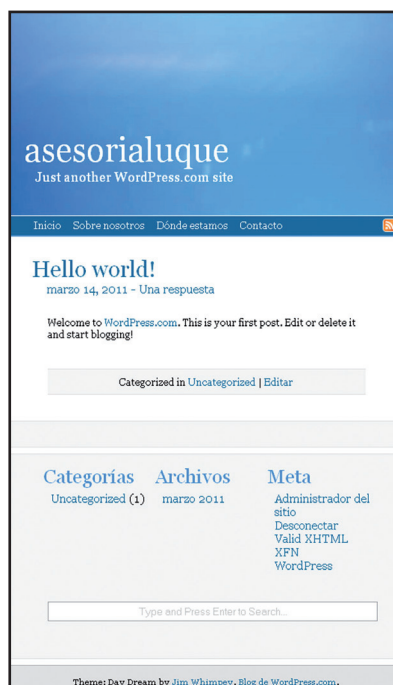 asesorialuque
Just another WordPress.com site
Inicio Sobre nosotros Dónde estamos Contacto
Hello world!
marzo 14, 2011 - Una respuesta
Welcome to WordPress.com. This is your first post. Edit or delete it
and start blogging!
Categorized in Uncategorized | Editar
Categorías
Uncategorized (1)
Archivos
marzo 2011
Meta
Administrador del
sitio
Desconectar
Valid XHTML
XFN
WordPress
Type and Press Enter to Search...
Theme: Day Dream by Jim Whimpey. Blog de WordPress.com.